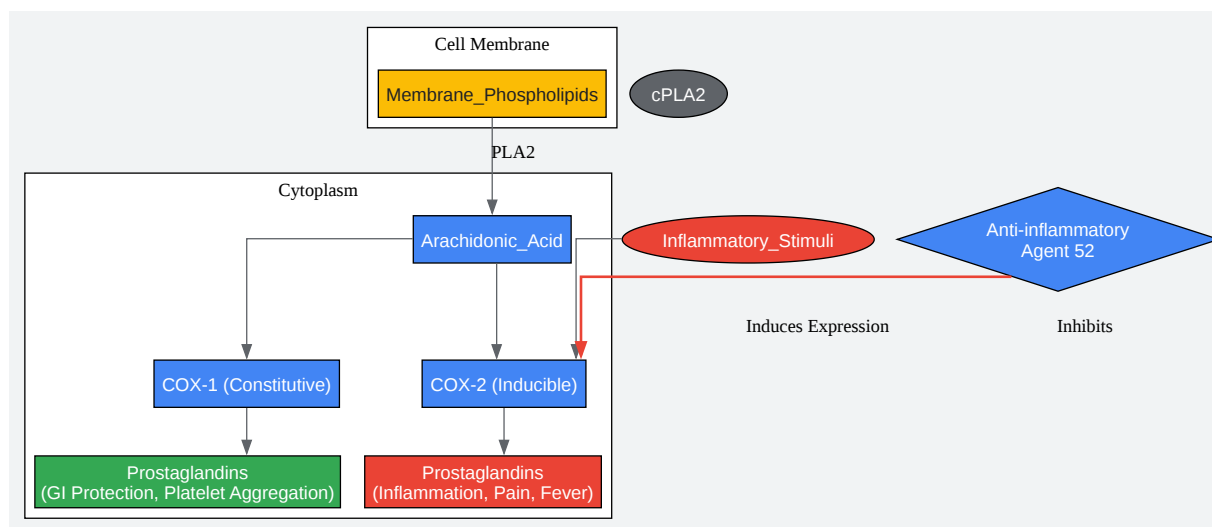 Cell Membrane
Membrane_Phospholipids
cPLA2
PLA2
Cytoplasm
Arachidonic_Acid
Inflammatory_Stimuli
Anti-inflammatory
Agent 52
Induces Expression
Inhibits
COX-1 (Constitutive)
COX-2 (Inducible)
Prostaglandins
(GI Protection, Platelet Aggregation)
Prostaglandins
(Inflammation, Pain, Fever)